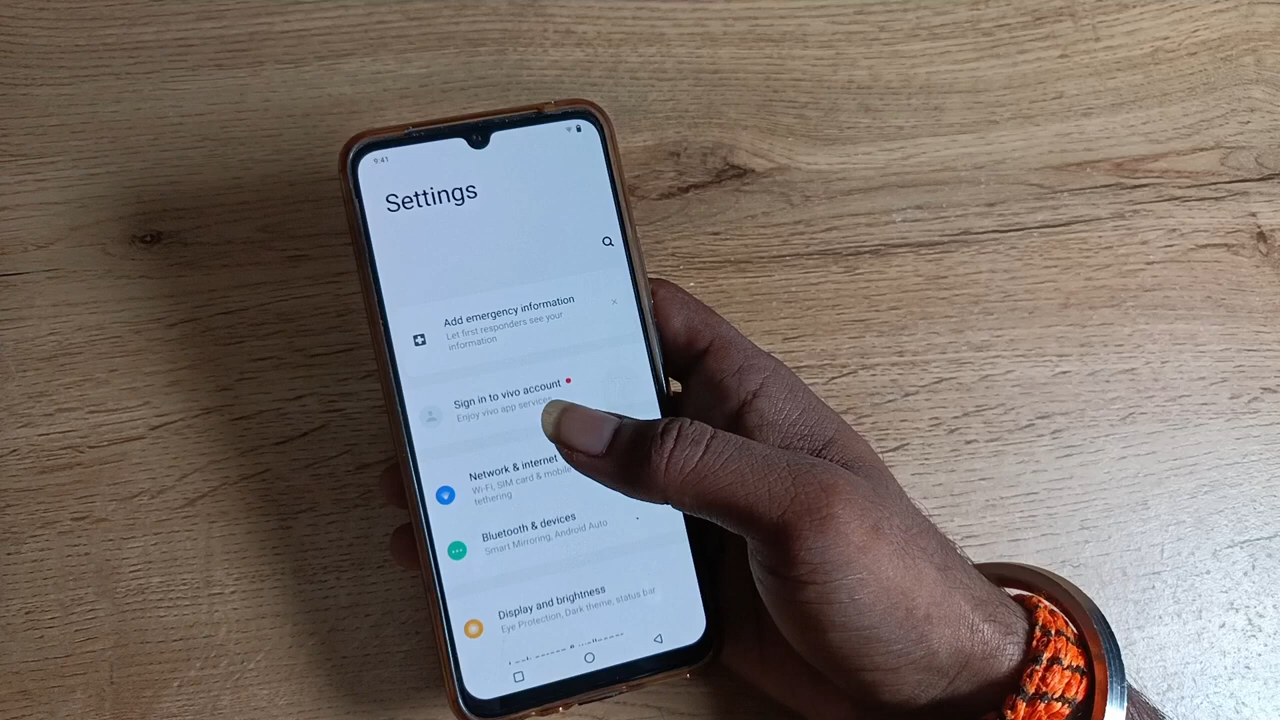 9:41
Settings
Add emergency information
Let first responders see your
information
Sign in to vivo account
Enjoy vivo app services
Network & internet
Wi-Fi, SIM card & mobile
tethering
Bluetooth & devices
Smart Mirroring, Android Auto
Display and brightness
Eye Protection, Dark theme, status bar